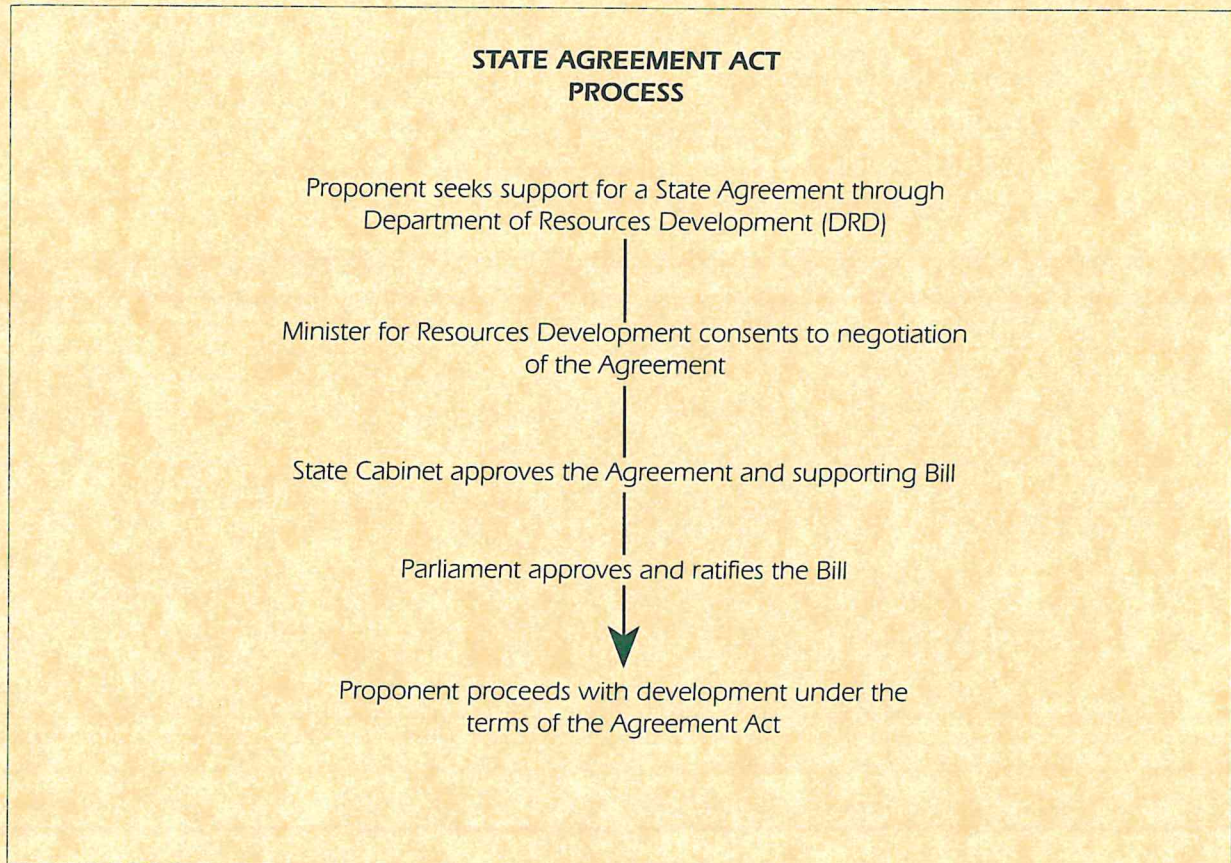 STATE AGREEMENT ACT
PROCESS
Proponent seeks support for a State Agreement through
Department of Resources Development (DRD)
Minister for Resources Development consents to negotiation
of the Agreement
State Cabinet approves the Agreement and supporting Bill
Parliament approves and ratifies the Bill
Proponent proceeds with development under the
terms of the Agreement Act